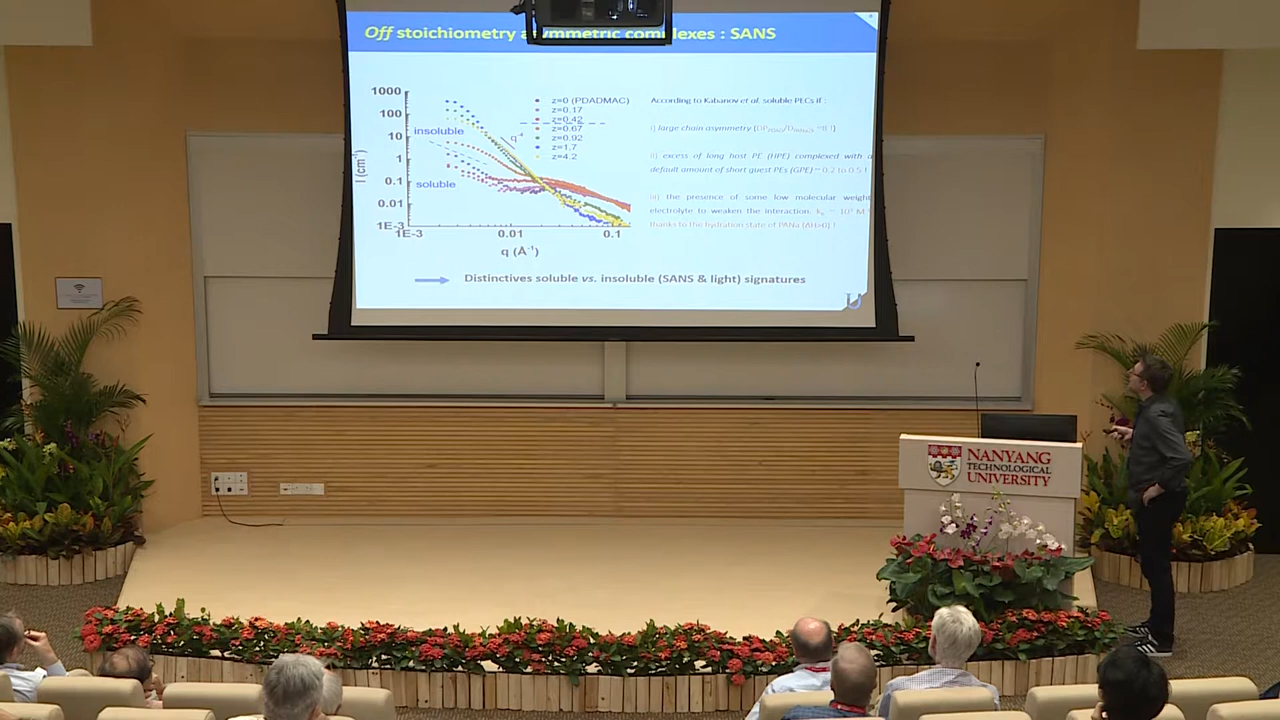 Off stoichiometry asymmetric complexes : SANS
1000
100
10
1
0.1
0.01
1E-3
I (cm⁻¹)
1E-3
0.01
0.1
q (Å⁻¹)
insoluble
soluble
q⁻⁴
z=0 (PDADMAC)
z=0.17
z=0.42
z=0.67
z=0.92
z=1.7
z=4.2
According to Kabanov et al. soluble PECs if :
i) large chain asymmetry
ii) excess of long host PE (HPE) complexed with a
default amount of short guest PEs (GPE) – 0.2 to 0.5 !
iii) the presence of some low molecular weight
electrolyte to weaken the interaction.
thanks to the hydration state of PANa (ΔH>0) !
Distinctives soluble vs. insoluble (SANS & light) signatures
NANYANG
TECHNOLOGICAL
UNIVERSITY